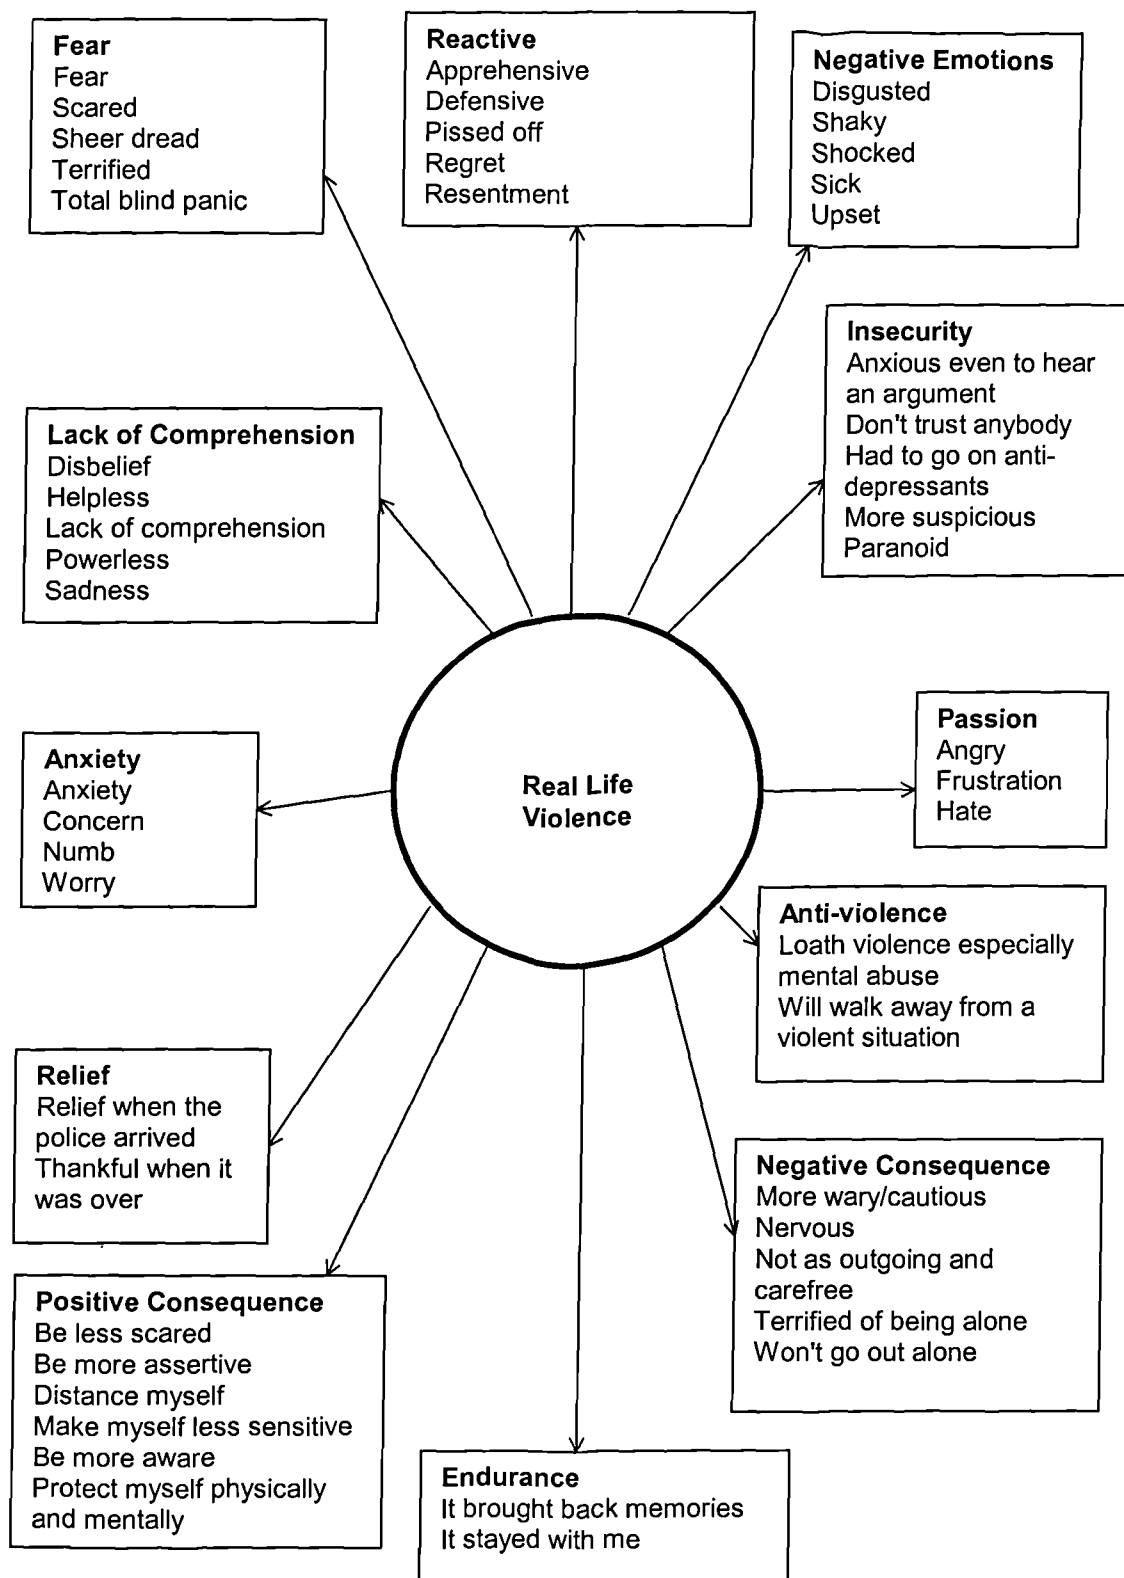 Fear
Fear
Scared
Sheer dread
Terrified
Total blind panic
Reactive
Apprehensive
Defensive
Pissed off
Regret
Resentment
Negative Emotions
Disgusted
Shaky
Shocked
Sick
Upset
Insecurity
Anxious even to hear
an argument
Don't trust anybody
Had to go on anti-
depressants
More suspicious
Paranoid
Lack of Comprehension
Disbelief
Helpless
Lack of comprehension
Powerless
Sadness
Real Life
Violence
Passion
Angry
Frustration
Hate
Anxiety
Anxiety
Concern
Numb
Worry
Anti-violence
Loath violence especially
mental abuse
Will walk away from a
violent situation
Relief
Relief when the
police arrived
Thankful when it
was over
Negative Consequence
More wary/cautious
Nervous
Not as outgoing and
carefree
Terrified of being alone
Won't go out alone
Positive Consequence
Be less scared
Be more assertive
Distance myself
Make myself less sensitive
Be more aware
Protect myself physically
and mentally
Endurance
It brought back memories
It stayed with me